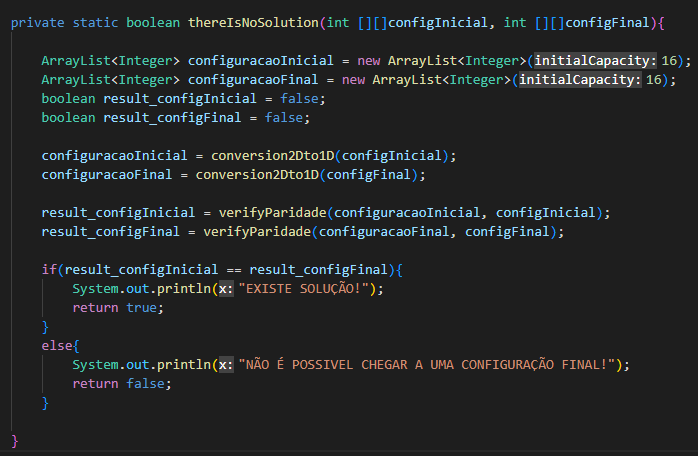 private static boolean thereIsNoSolution(int [][]configInicial, int [][]configFinal){
ArrayList<Integer> configuracaoInicial = new ArrayList<Integer>(initialCapacity: 16);
ArrayList<Integer> configuracaoFinal = new ArrayList<Integer>(initialCapacity: 16);
boolean result_configInicial = false;
boolean result_configFinal = false;
configuracaoInicial = conversion2Dto1D(configInicial);
configuracaoFinal = conversion2Dto1D(configFinal);
result_configInicial = verifyParidade(configuracaoInicial, configInicial);
result_configFinal = verifyParidade(configuracaoFinal, configFinal);
if(result_configInicial == result_configFinal){
System.out.println(x: "EXISTE SOLUÇÃO!");
return true;
}
else{
System.out.println(x: "NÃO É POSSIVEL CHEGAR A UMA CONFIGURAÇÃO FINAL!");
return false;
}
}